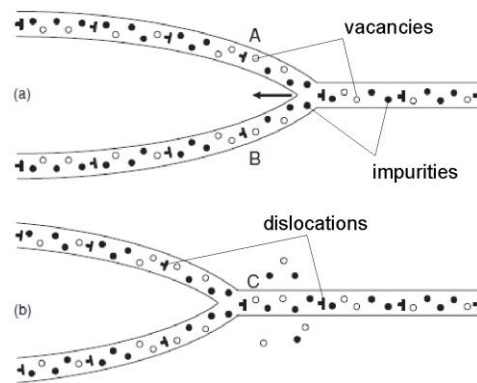 A
vacancies
(a)
B
impurities
dislocations
C
(b)